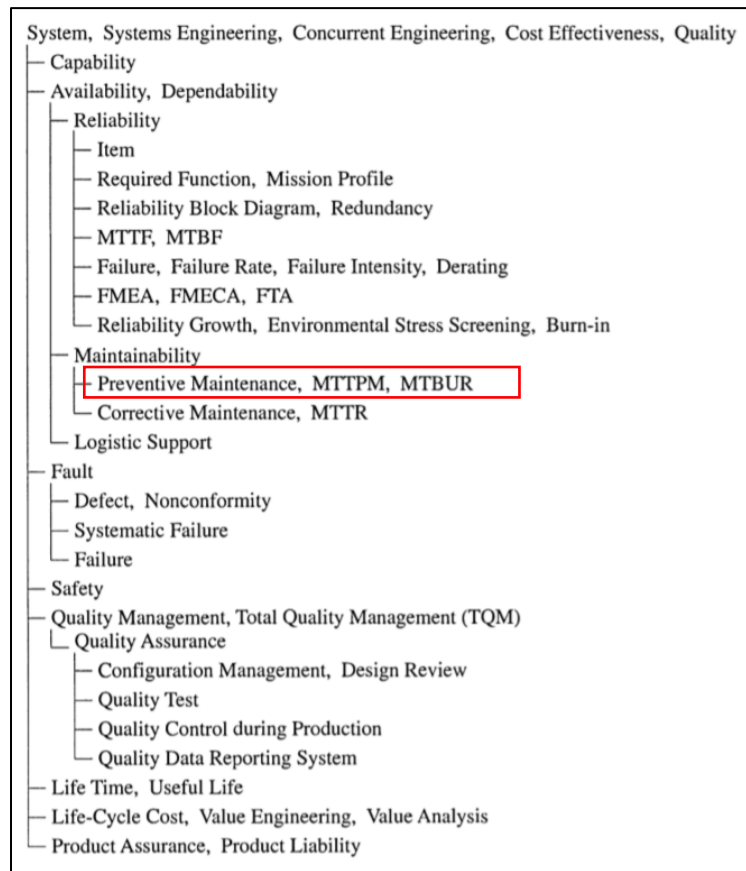 System, Systems Engineering, Concurrent Engineering, Cost Effectiveness, Quality
Capability
Availability, Dependability
Reliability
Item
Required Function, Mission Profile
Reliability Block Diagram, Redundancy
MTTF, MTBF
Failure, Failure Rate, Failure Intensity, Derating
FMEA, FMECA, FTA
Reliability Growth, Environmental Stress Screening, Burn-in
Maintainability
Preventive Maintenance, MTTPM, MTBUR
Corrective Maintenance, MTTR
Logistic Support
Fault
Defect, Nonconformity
Systematic Failure
Failure
Safety
Quality Management, Total Quality Management (TQM)
Quality Assurance
Configuration Management, Design Review
Quality Test
Quality Control during Production
Quality Data Reporting System
Life Time, Useful Life
Life-Cycle Cost, Value Engineering, Value Analysis
Product Assurance, Product Liability